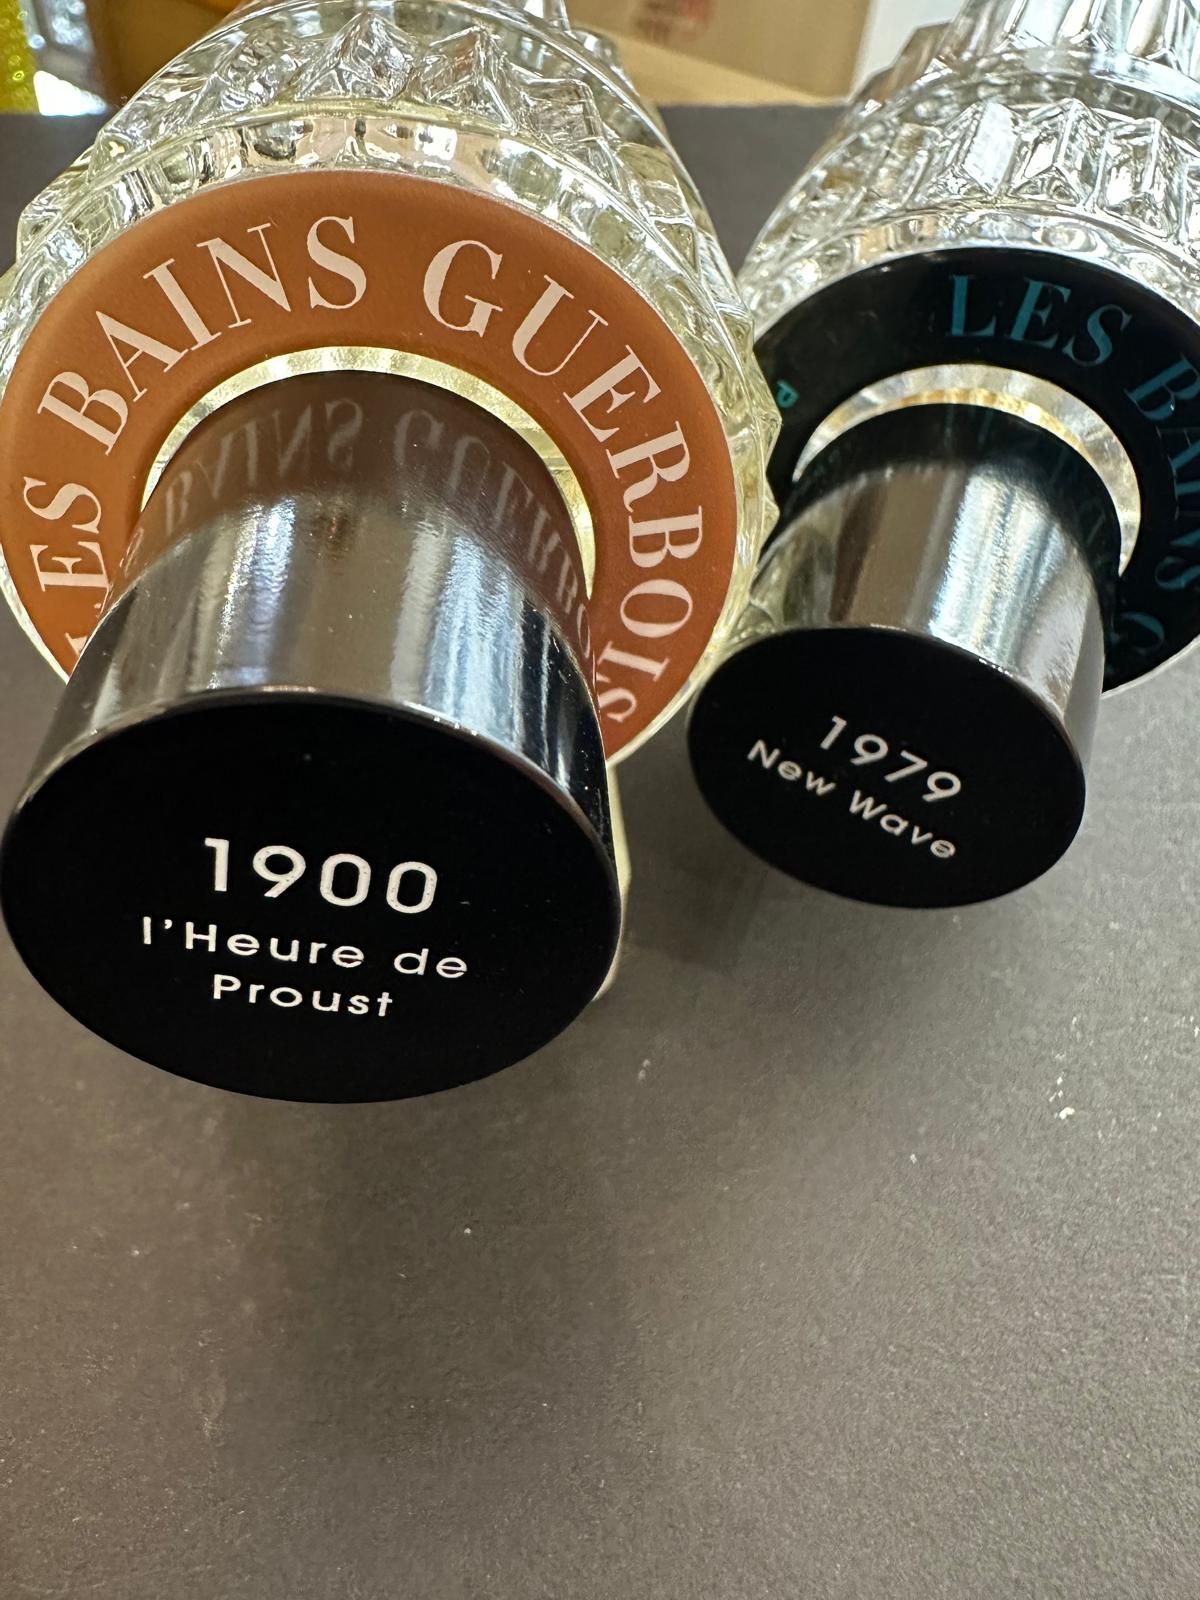 LES BAINS GUERBOIS
1900
l'Heure de
Proust
LES BAINS
1979
New Wave